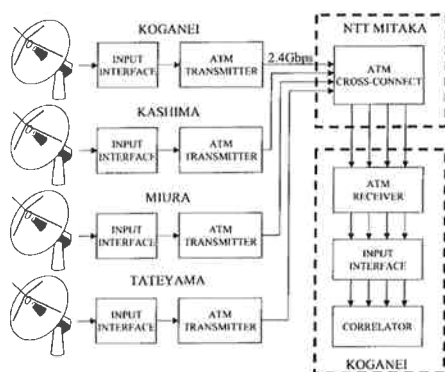 KOGANEI
INPUT
INTERFACE
ATM
TRANSMITTER
2.4Gbps
KASHIMA
INPUT
INTERFACE
ATM
TRANSMITTER
MIURA
INPUT
INTERFACE
ATM
TRANSMITTER
TATEYAMA
INPUT
INTERFACE
ATM
TRANSMITTER
NTT MITAKA
ATM
CROSS-CONNECT
ATM
RECEIVER
INPUT
INTERFACE
CORRELATOR
KOGANEI